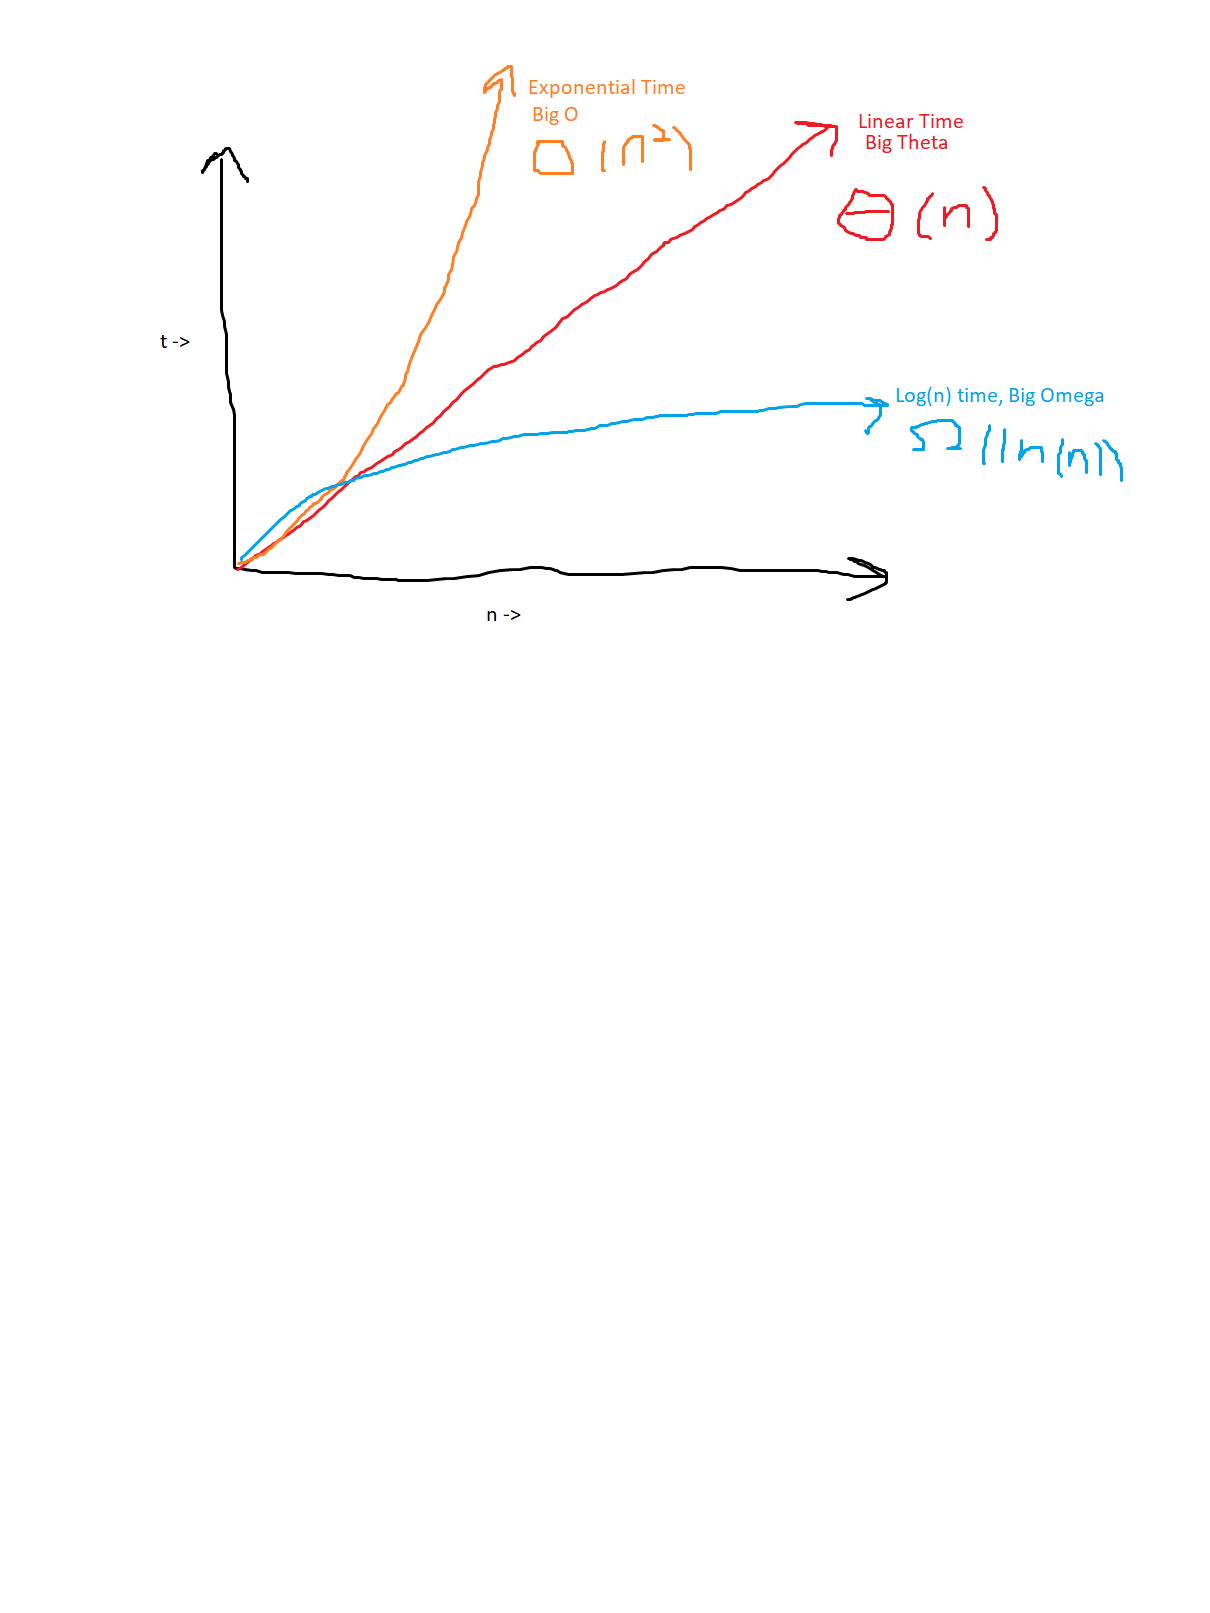 Exponential Time
Big O
O (n²)
Linear Time
Big Theta
Θ (n)
t ->
Log(n) time, Big Omega
Ω (ln(n))
n ->